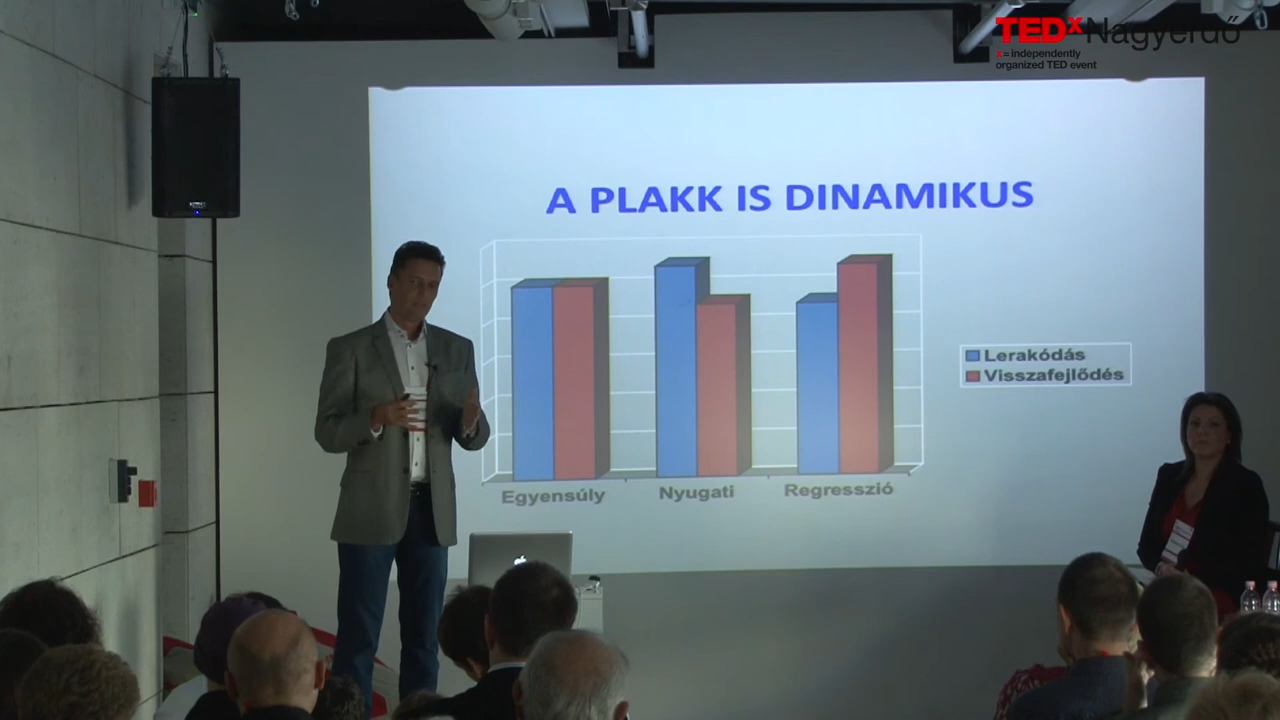 TEDx Nagyerdő
x = independently
organized TED event
A PLAKK IS DINAMIKUS
Lerakódás
Visszafejlődés
Egyensúly
Nyugati
Regresszió